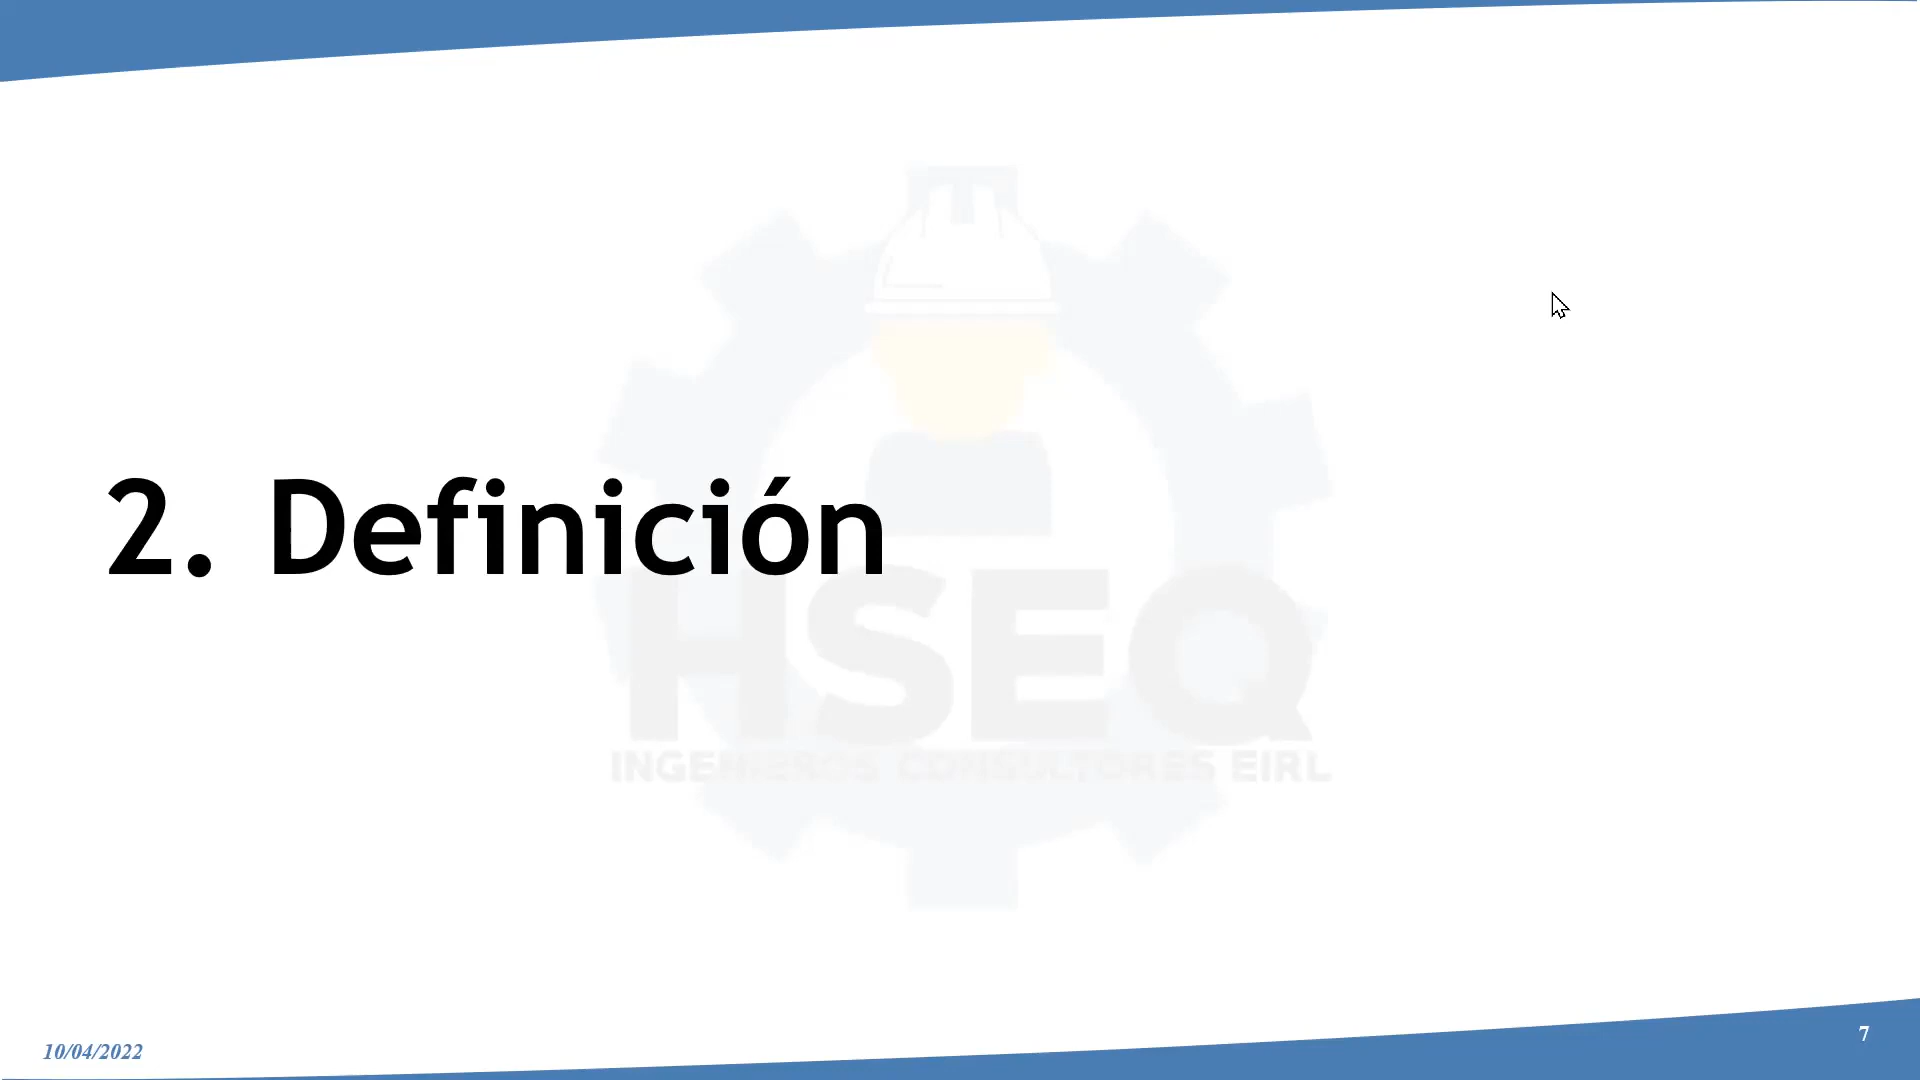 2. Definición
HSEQ
INGENIEROS CONSULTORES EIRL
10/04/2022
7